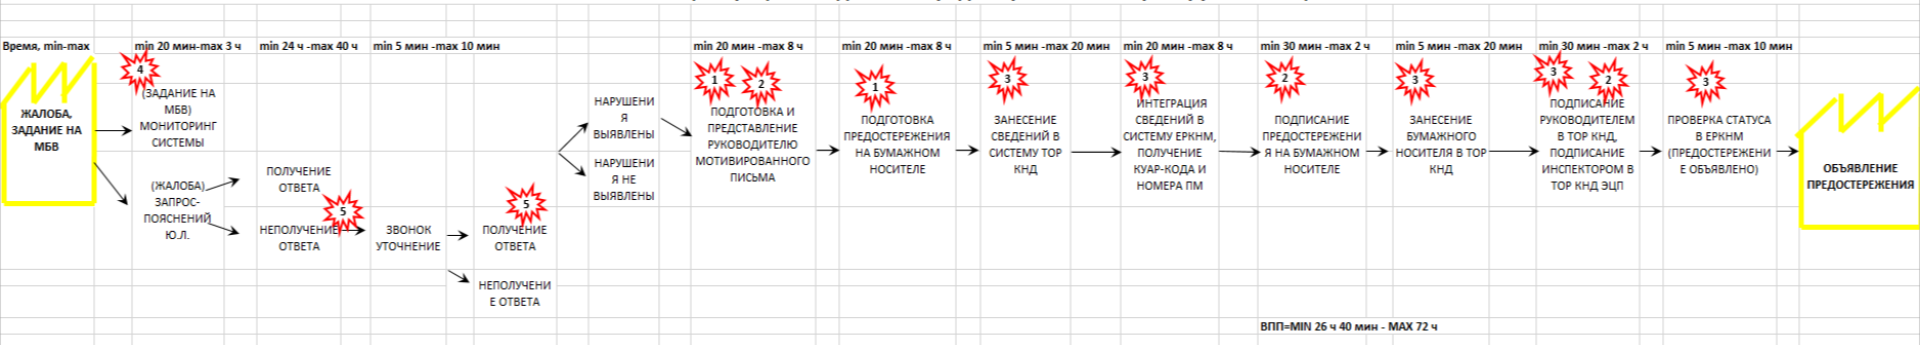 Время, min-max
min 20 мин-max 3 ч
min 24 ч -max 40 ч
min 5 мин -max 10 мин
min 20 мин -max 8 ч
min 20 мин -max 8 ч
min 5 мин -max 20 мин
min 20 мин -max 8 ч
min 30 мин -max 2 ч
min 5 мин -max 20 мин
min 30 мин -max 2 ч
min 5 мин -max 10 мин
ЖАЛОБА,
ЗАДАНИЕ НА
МБВ
4
(ЗАДАНИЕ НА
МБВ)
МОНИТОРИНГ
СИСТЕМЫ
(ЖАЛОБА)
ЗАПРОС-
ПОЯСНЕНИЙ
Ю.Л.
ПОЛУЧЕНИЕ
ОТВЕТА
5
НЕПОЛУЧЕНИЕ
ОТВЕТА
ЗВОНОК
УТОЧНЕНИЕ
5
ПОЛУЧЕНИЕ
ОТВЕТА
НЕПОЛУЧЕНИ
Е ОТВЕТА
НАРУШЕНИ
Я
ВЫЯВЛЕНЫ
НАРУШЕНИ
Я НЕ
ВЫЯВЛЕНЫ
1
2
ПОДГОТОВКА И
ПРЕДСТАВЛЕНИЕ
РУКОВОДИТЕЛЮ
МОТИВИРОВАННОГО
ПИСЬМА
1
ПОДГОТОВКА
ПРЕДОСТЕРЕЖЕНИЯ
НА БУМАЖНОМ
НОСИТЕЛЕ
3
ЗАНЕСЕНИЕ
СВЕДЕНИЙ В
СИСТЕМУ ТОР
КНД
3
ИНТЕГРАЦИЯ
СВЕДЕНИЙ В
СИСТЕМУ ЕРКНМ,
ПОЛУЧЕНИЕ
КУАР-КОДА И
НОМЕРА ПМ
2
ПОДПИСАНИЕ
ПРЕДОСТЕРЕЖЕНИ
Я НА БУМАЖНОМ
НОСИТЕЛЕ
3
ЗАНЕСЕНИЕ
БУМАЖНОГО
НОСИТЕЛЯ В ТОР
КНД
3
2
ПОДПИСАНИЕ
РУКОВОДИТЕЛЕМ
В ТОР КНД,
ПОДПИСАНИЕ
ИНСПЕКТОРОМ В
ТОР КНД ЭЦП
3
ПРОВЕРКА СТАТУСА
В ЕРКНМ
(ПРЕДОСТЕРЕЖЕНИ
Е ОБЪЯВЛЕНО)
ОБЪЯВЛЕНИЕ
ПРЕДОСТЕРЕЖЕНИЯ
ВПП=MIN 26 ч 40 мин - MAX 72 ч